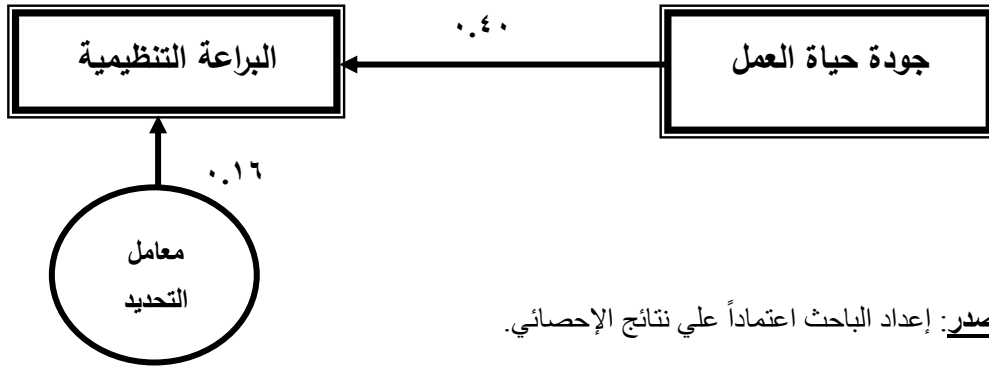 ٠.٤٠
جودة حياة العمل
البراعة التنظيمية
٠.١٦
معامل
التحديد
صدر: إعداد الباحث اعتماداً علي نتائج الإحصائي.